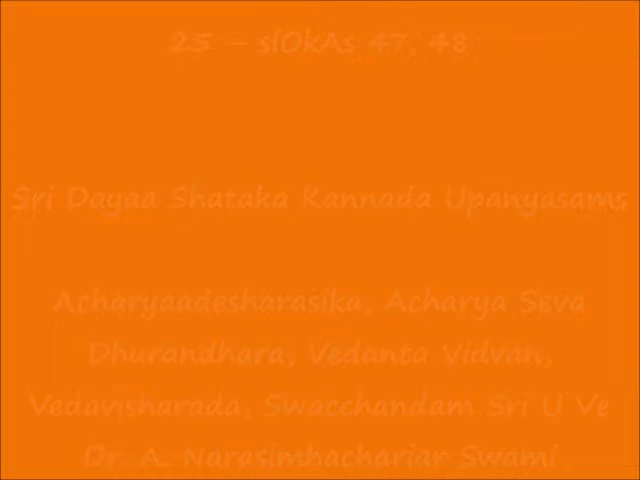 25 – slOkAs 47, 48
Sri Dayaa Shataka Kannada Upanyasams
Acharyaadesharasika, Acharya Seva
Dhurandhara, Vedanta Vidvan,
Vedavisharada, Swacchandam Sri U Ve
Dr. A. Narasimhachariar Swami